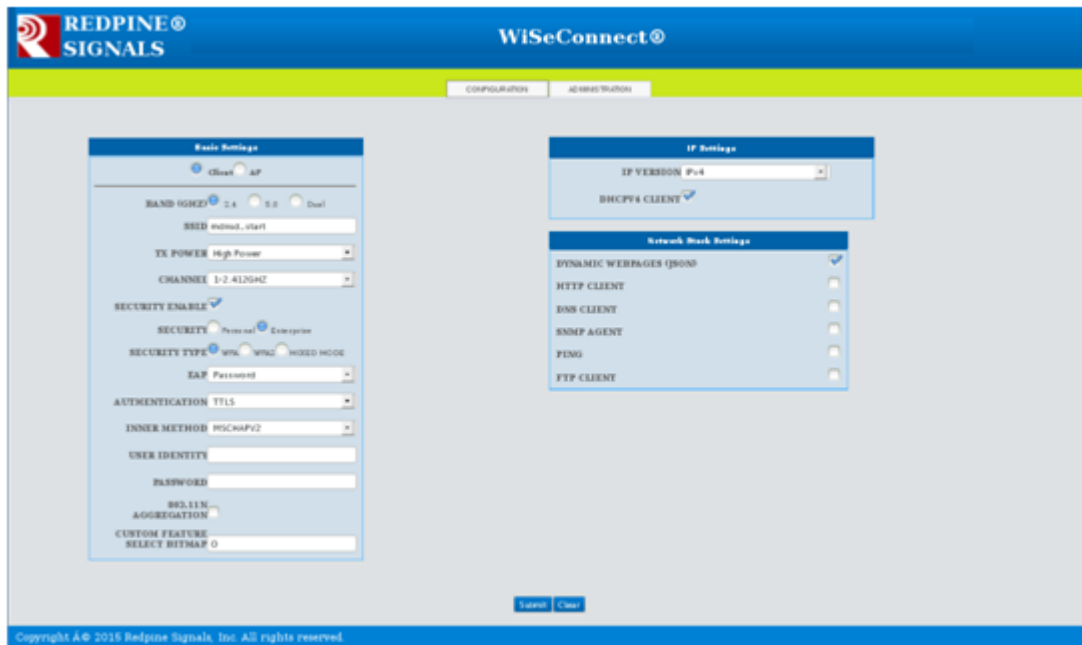 REDPINE®
SIGNALS
WiSeConnect®
CONFIGURATION ADMINISTRATION
Basic Settings
Client AP
BAND (GHZ) 2.4 5.0 Dual
SSID
TX POWER High Power
CHANNEL 1-2.412GHZ
SECURITY ENABLE
SECURITY Personal Enterprise
SECURITY TYPE WPA WPA2 MIXED MODE
EAP Password
AUTHENTICATION TTLS
INNER METHOD MSCHAPV2
USER IDENTITY
PASSWORD
802.11N
AGGREGATION
CUSTOM FEATURE
SELECT BITMAP 0
IP Settings
IP VERSION IPv4
DHCPV4 CLIENT
Network Stack Settings
DYNAMIC WEBPAGES (JSON)
HTTP CLIENT
DNS CLIENT
SNMP AGENT
PING
FTP CLIENT
Submit Clear
Copyright Â© 2015 Redpine Signals, Inc. All rights reserved.